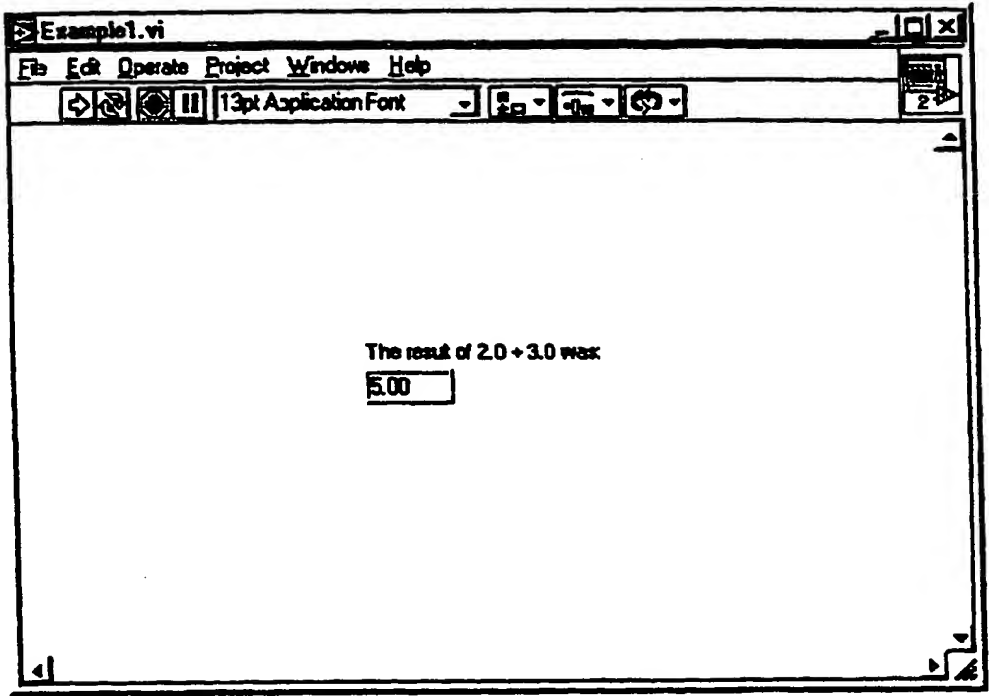 Example1.vi
File Edit Operate Project Windows Help
13pt Application Font
2
The result of 2.0 + 3.0 was:
5.00